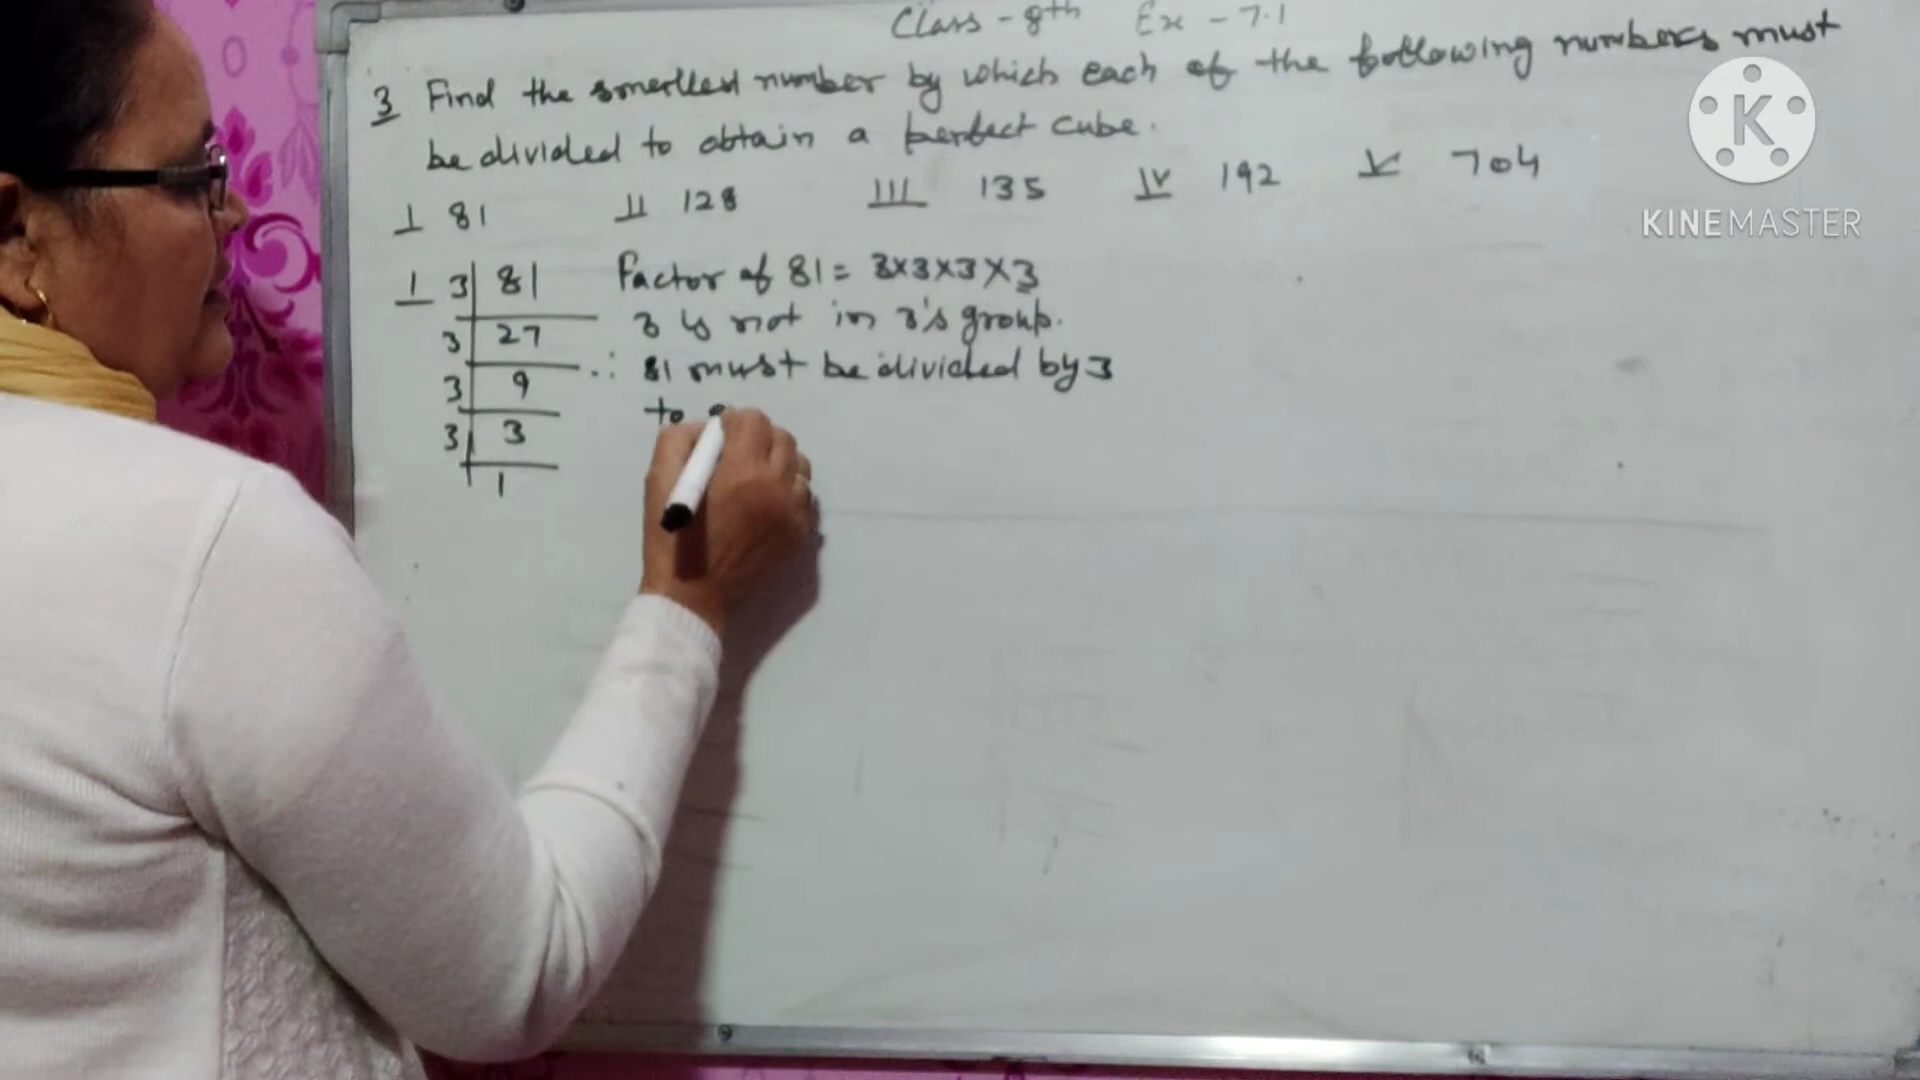 Class - 8th Ex - 7.1
3 Find the smallest number by which each of the following numbers must
be divided to obtain a perfect cube.
I 81 II 128 III 135 IV 192 V 704
1 3 81
3 27
3 9
3 3
1
Factor of 81 = 3×3×3×3
3 is not in 3's group.
∴ 81 must be divided by 3
to
K
KINEMASTER